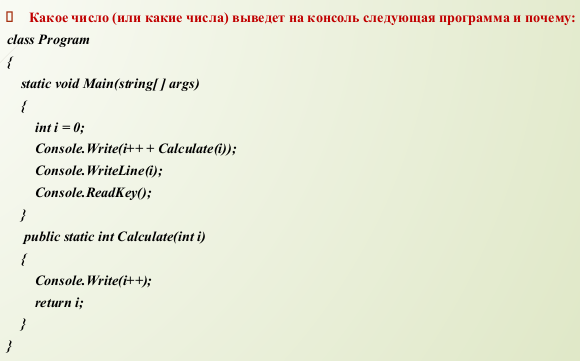 Какое число (или какие числа) выведет на консоль следующая программа и почему:
class Program
{
static void Main(string[ ] args)
{
int i = 0;
Console.Write(i++ + Calculate(i));
Console.WriteLine(i);
Console.ReadKey();
}
public static int Calculate(int i)
{
Console.Write(i++);
return i;
}
}